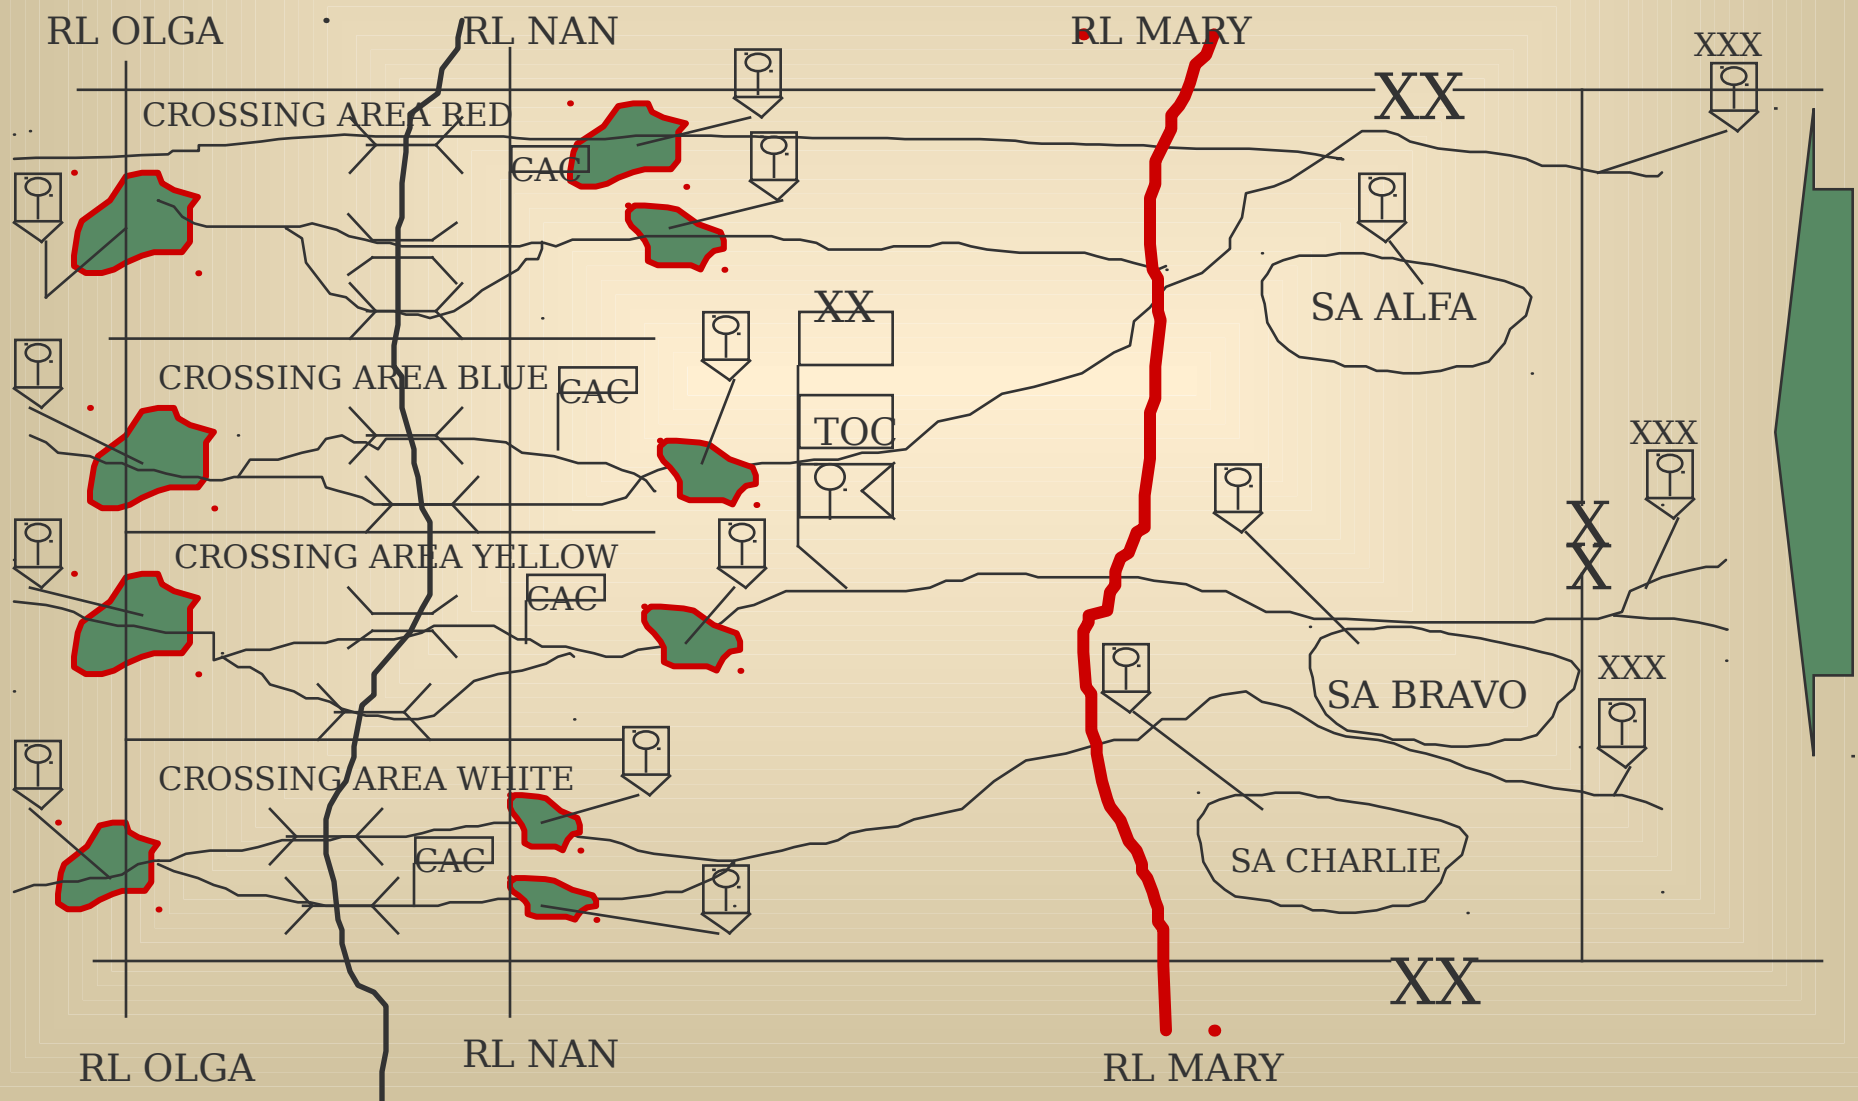 RL OLGA
RL NAN
RL MARY
XXX
XX
CROSSING AREA RED
CAC
SA ALFA
XX
CROSSING AREA BLUE
CAC
TOC
XXX
X
X
CROSSING AREA YELLOW
CAC
XXX
SA BRAVO
CROSSING AREA WHITE
CAC
SA CHARLIE
XX
RL OLGA
RL NAN
RL MARY